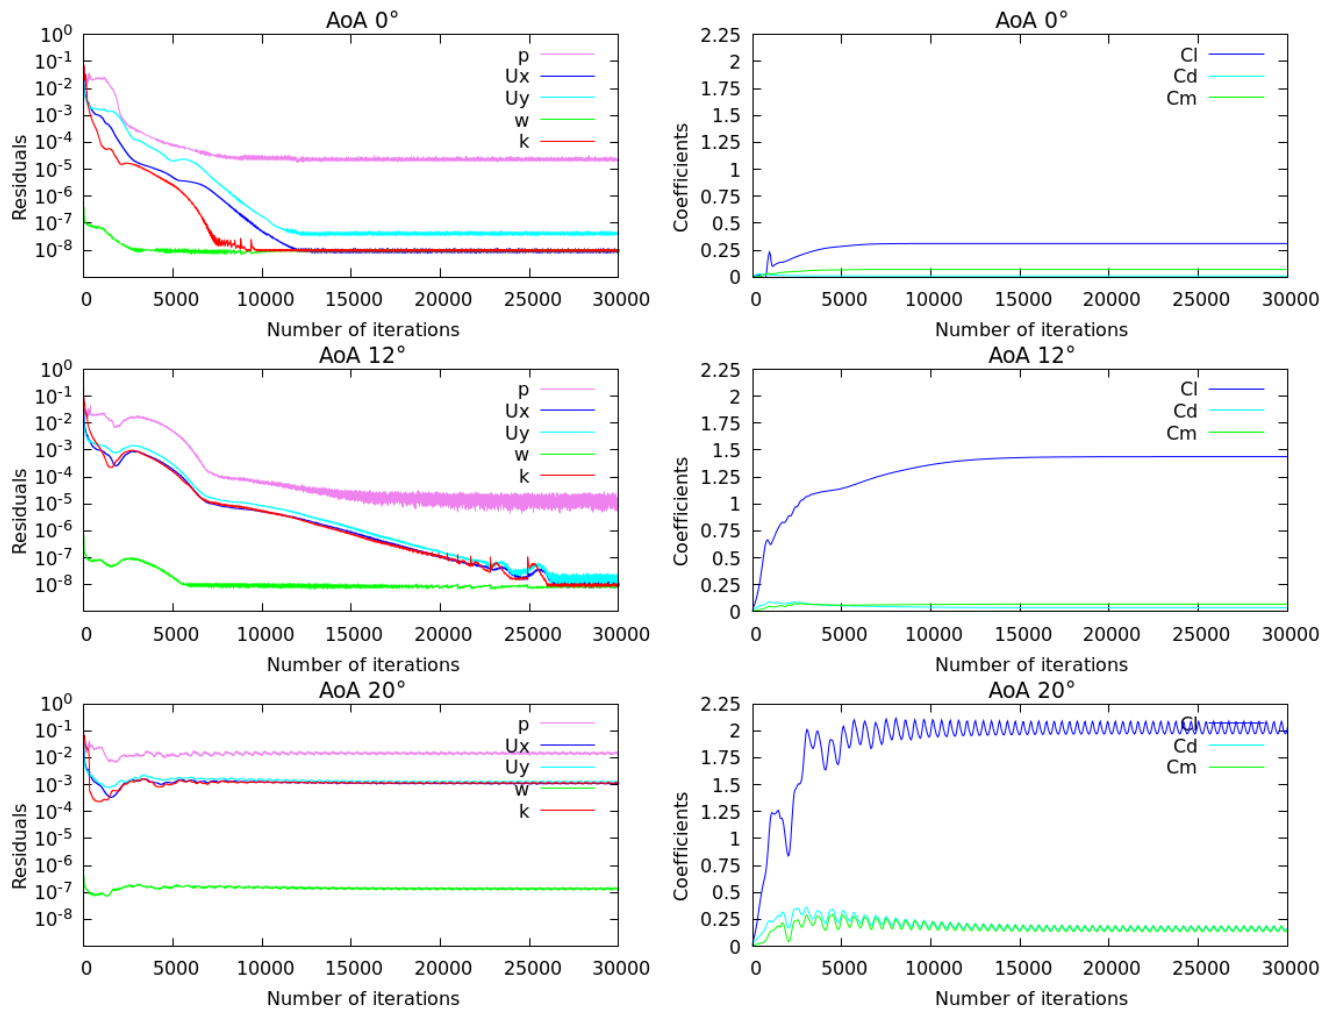 AoA 0°
10^0
10^-1
10^-2
10^-3
10^-4
10^-5
10^-6
10^-7
10^-8
Residuals
p
Ux
Uy
w
k
0 5000 10000 15000 20000 25000 30000
Number of iterations
AoA 0°
2.25
2
1.75
1.5
1.25
1
0.75
0.5
0.25
0
Coefficients
Cl
Cd
Cm
0 5000 10000 15000 20000 25000 30000
Number of iterations
AoA 12°
10^0
10^-1
10^-2
10^-3
10^-4
10^-5
10^-6
10^-7
10^-8
Residuals
p
Ux
Uy
w
k
0 5000 10000 15000 20000 25000 30000
Number of iterations
AoA 12°
2.25
2
1.75
1.5
1.25
1
0.75
0.5
0.25
0
Coefficients
Cl
Cd
Cm
0 5000 10000 15000 20000 25000 30000
Number of iterations
AoA 20°
10^0
10^-1
10^-2
10^-3
10^-4
10^-5
10^-6
10^-7
10^-8
Residuals
p
Ux
Uy
w
k
0 5000 10000 15000 20000 25000 30000
Number of iterations
AoA 20°
2.25
2
1.75
1.5
1.25
1
0.75
0.5
0.25
0
Coefficients
Cl
Cd
Cm
0 5000 10000 15000 20000 25000 30000
Number of iterations